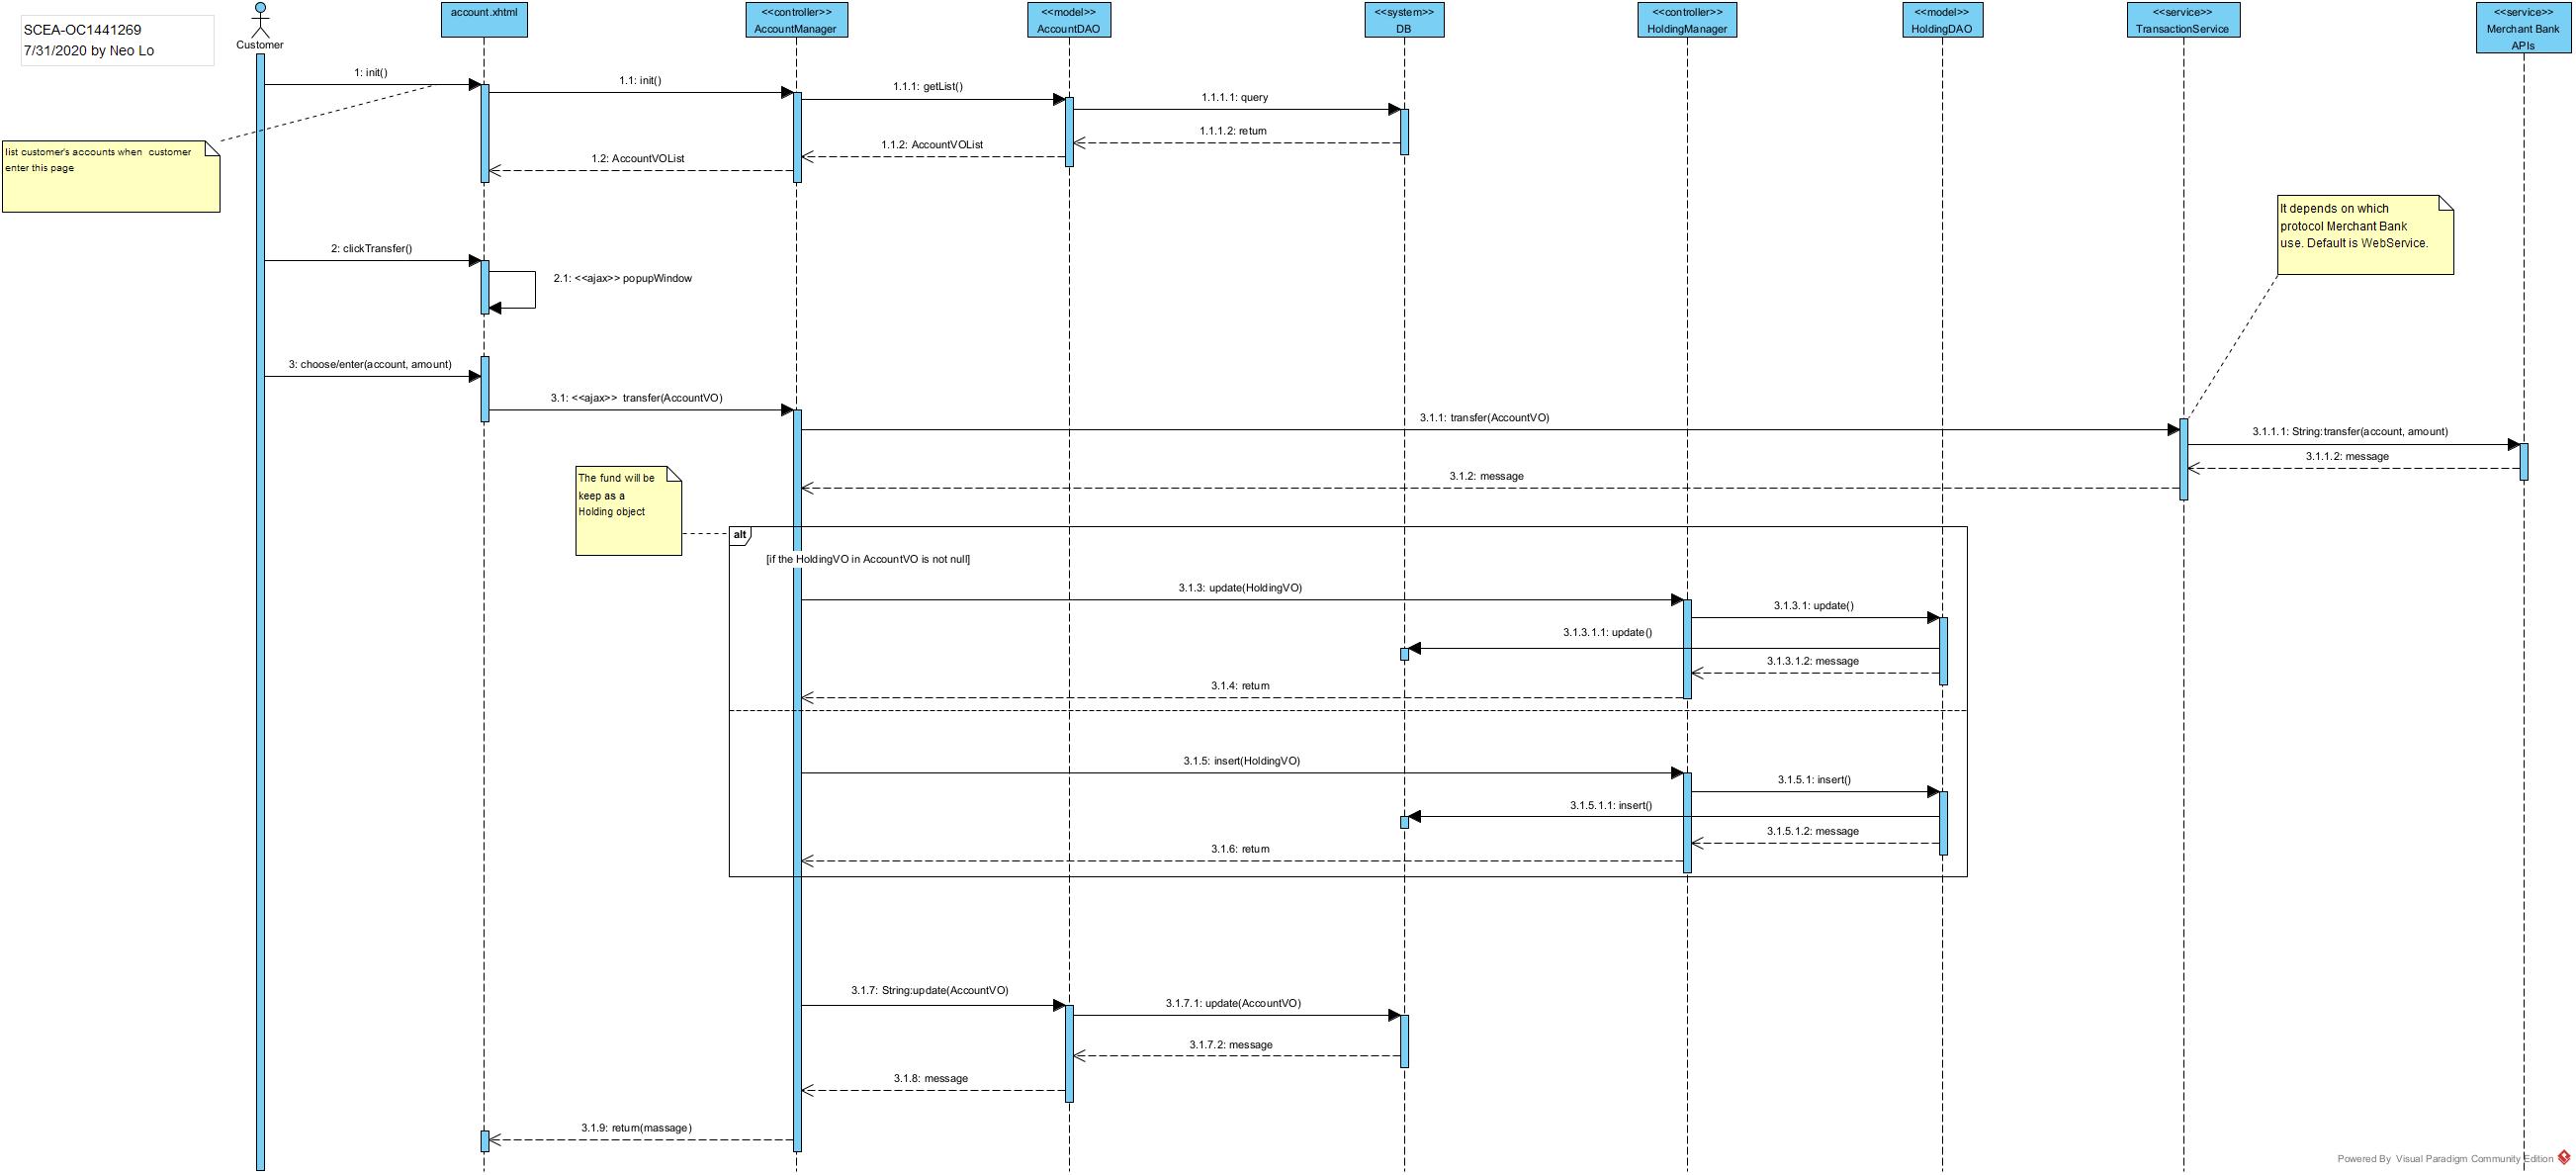 SCEA-OC1441269
7/31/2020 by Neo Lo
Customer
account.xhtml
<<controller>>
AccountManager
<<model>>
AccountDAO
<<system>>
DB
<<controller>>
HoldingManager
<<model>>
HoldingDAO
<<service>>
TransactionService
<<service>>
Merchant Bank
APIs
1: init()
1.1: init()
1.1.1: getList()
1.1.1.1: query
1.1.1.2: return
1.1.2: AccountVOList
1.2: AccountVOList
list customer's accounts when customer
enter this page
It depends on which
protocol Merchant Bank
use. Default is WebService.
2: clickTransfer()
2.1: <<ajax>> popupWindow
3: choose/enter(account, amount)
3.1: <<ajax>> transfer(AccountVO)
3.1.1: transfer(AccountVO)
3.1.1.1: String:transfer(account, amount)
3.1.1.2: message
3.1.2: message
The fund will be
keep as a
Holding object
alt
[if the HoldingVO in AccountVO is not null]
3.1.3: update(HoldingVO)
3.1.3.1: update()
3.1.3.1.1: update()
3.1.3.1.2: message
3.1.4: return
3.1.5: insert(HoldingVO)
3.1.5.1: insert()
3.1.5.1.1: insert()
3.1.5.1.2: message
3.1.6: return
3.1.7: String:update(AccountVO)
3.1.7.1: update(AccountVO)
3.1.7.2: message
3.1.8: message
3.1.9: return(massage)
Powered By Visual Paradigm Community Edition